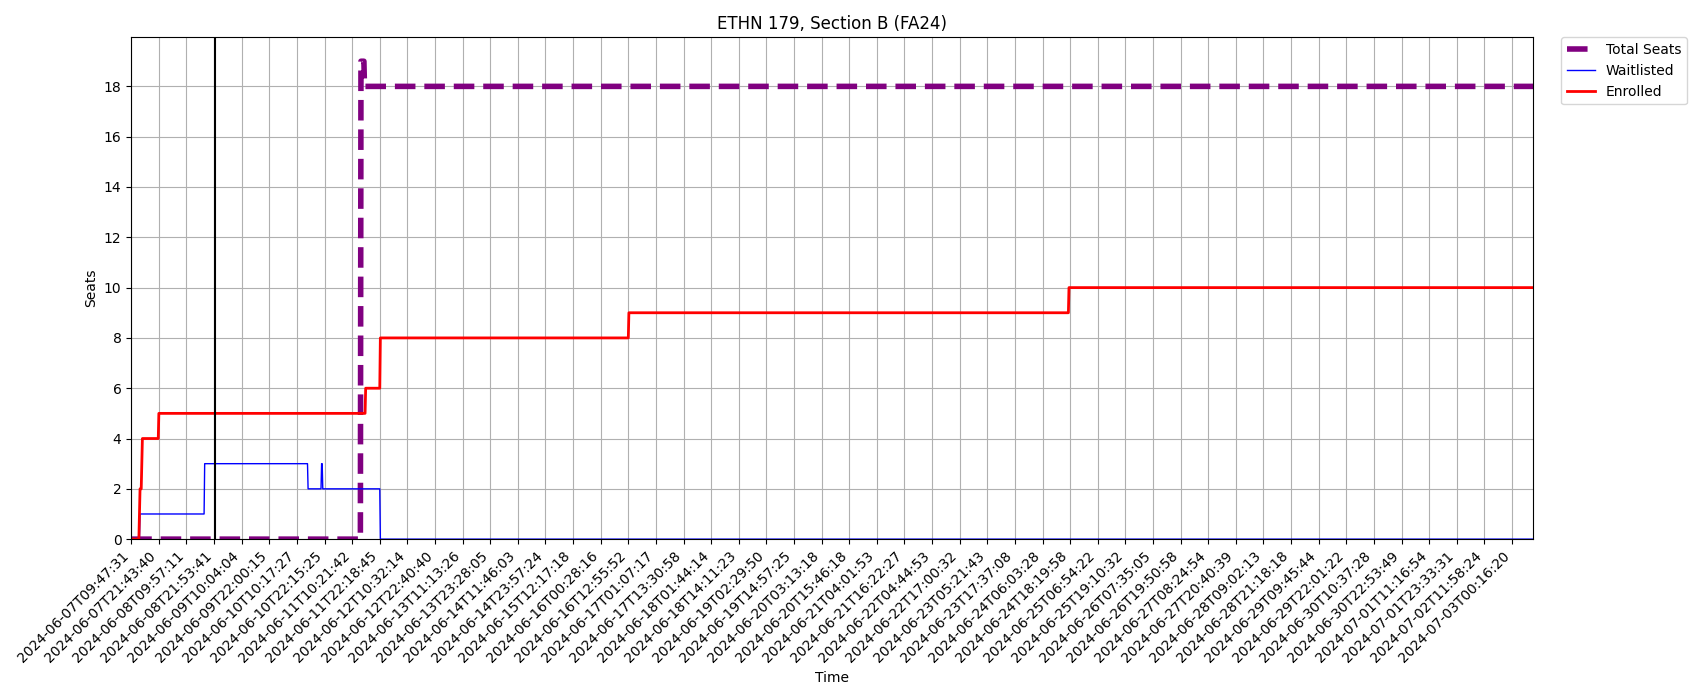 ETHN 179, Section B (FA24)
Total Seats
Waitlisted
Enrolled
Seats
18
16
14
12
10
8
6
4
2
0
2024-06-07T09:47:31
2024-06-07T21:43:40
2024-06-08T09:57:11
2024-06-08T21:53:41
2024-06-09T10:04:04
2024-06-09T22:00:15
2024-06-10T10:17:27
2024-06-10T22:15:25
2024-06-11T10:21:42
2024-06-11T22:18:45
2024-06-12T10:32:14
2024-06-12T22:40:40
2024-06-13T11:13:26
2024-06-13T23:28:05
2024-06-14T11:46:03
2024-06-14T23:57:24
2024-06-15T12:17:18
2024-06-16T00:28:16
2024-06-16T12:55:52
2024-06-17T01:07:17
2024-06-17T13:30:58
2024-06-18T01:44:14
2024-06-18T14:11:23
2024-06-19T02:29:50
2024-06-19T14:57:25
2024-06-20T03:13:18
2024-06-20T15:46:18
2024-06-21T04:01:53
2024-06-21T16:22:27
2024-06-22T04:44:53
2024-06-22T17:00:32
2024-06-23T05:21:43
2024-06-23T17:37:08
2024-06-24T06:03:28
2024-06-24T18:19:58
2024-06-25T06:54:22
2024-06-25T19:10:32
2024-06-26T07:35:05
2024-06-26T19:50:58
2024-06-27T08:24:54
2024-06-27T20:40:39
2024-06-28T09:02:13
2024-06-28T21:18:18
2024-06-29T09:45:44
2024-06-29T22:01:22
2024-06-30T10:37:28
2024-06-30T22:53:49
2024-07-01T11:16:54
2024-07-01T23:33:31
2024-07-02T11:58:24
2024-07-03T00:16:20
Time